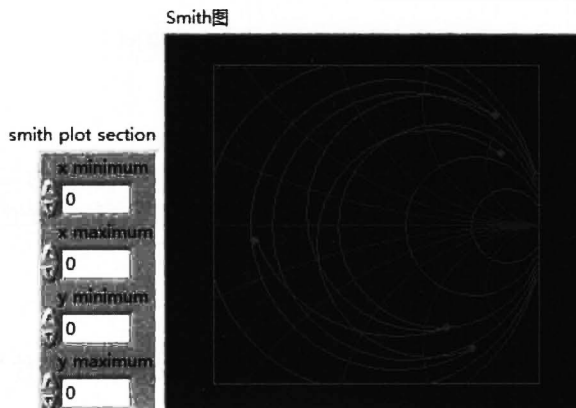 Smith图
smith plot section
x minimum
0
x maximum
0
y minimum
0
y maximum
0